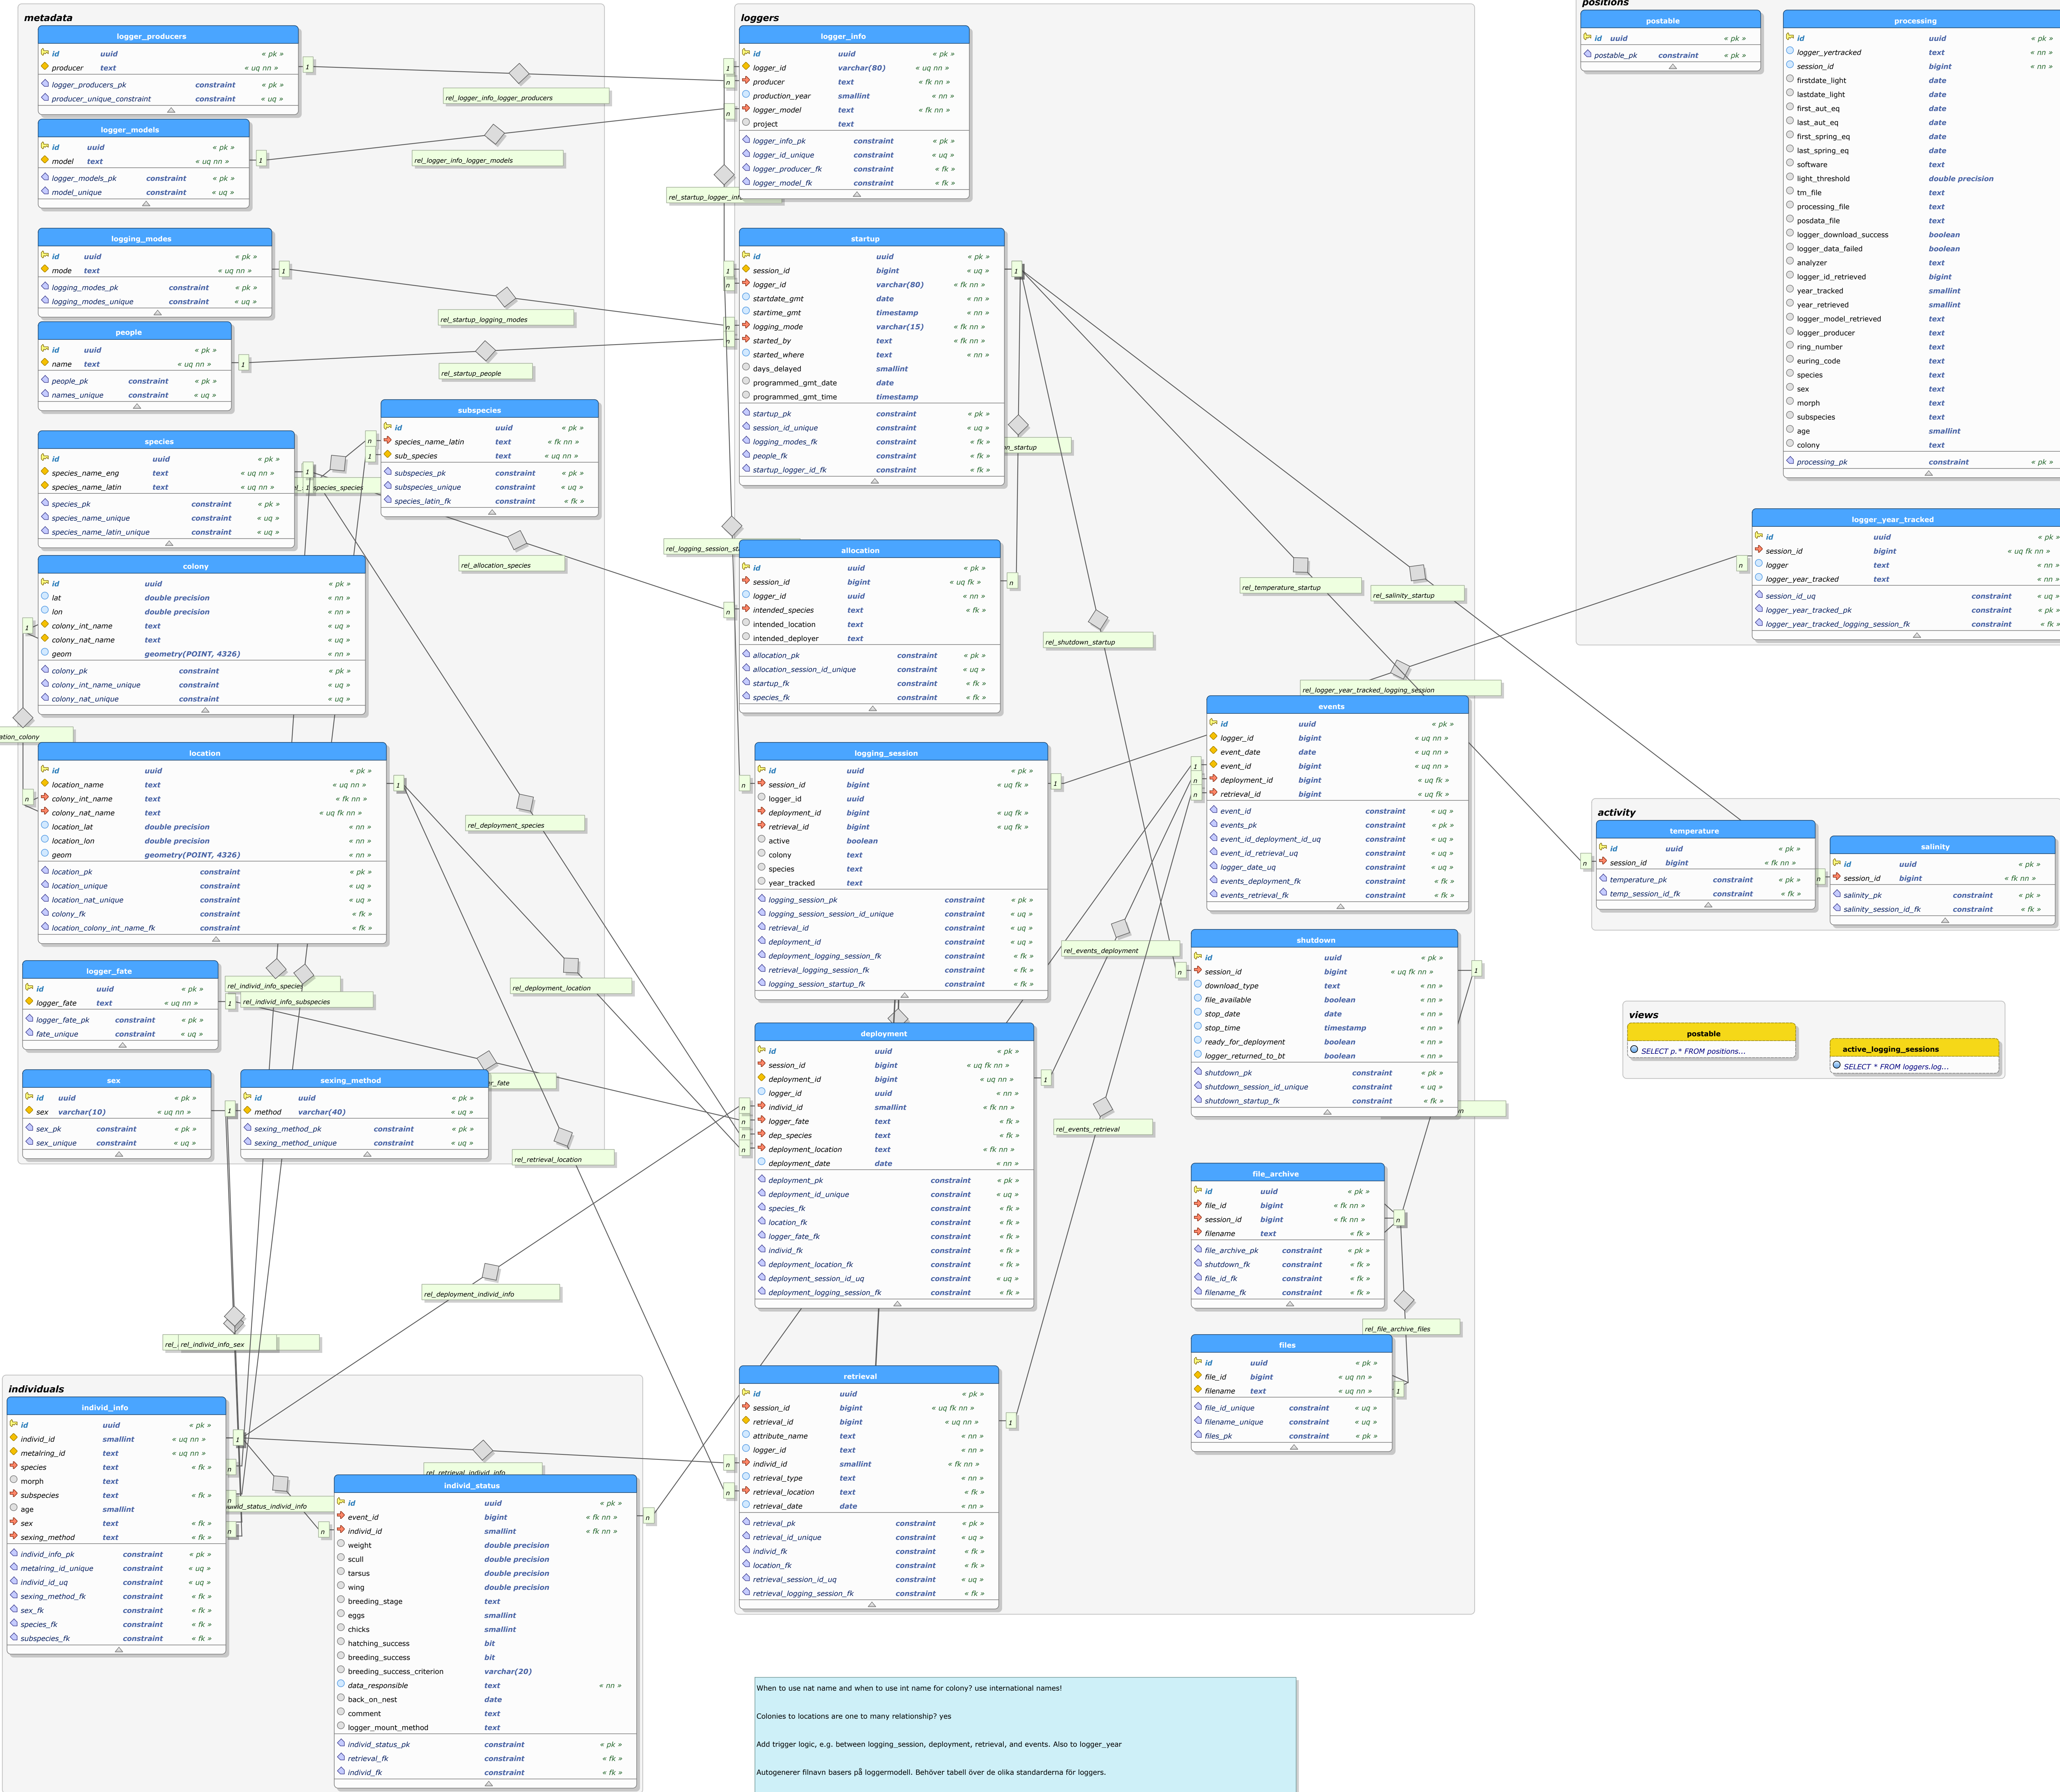 metadata
logger_producers
id uuid « pk »
producer text « uq nn »
logger_producers_pk constraint « pk »
producer_unique_constraint constraint « uq »
rel_logger_info_logger_producers
logger_models
id uuid « pk »
model text « uq nn »
logger_models_pk constraint « pk »
model_unique constraint « uq »
rel_logger_info_logger_models
logging_modes
id uuid « pk »
mode text « uq nn »
logging_modes_pk constraint « pk »
logging_modes_unique constraint « uq »
rel_startup_logging_modes
people
id uuid « pk »
name text « uq nn »
people_pk constraint « pk »
names_unique constraint « uq »
rel_startup_people
subspecies
id uuid « pk »
species_name_latin text « fk nn »
sub_species text « uq nn »
subspecies_pk constraint « pk »
subspecies_unique constraint « uq »
species_latin_fk constraint « fk »
species
id uuid « pk »
species_name_eng text « uq nn »
species_name_latin text « uq nn »
species_pk constraint « pk »
species_name_unique constraint « uq »
species_name_latin_unique constraint « uq »
species_species
rel_allocation_species
colony
id uuid « pk »
lat double precision « nn »
lon double precision « nn »
colony_int_name text « uq »
colony_nat_name text « uq »
geom geometry(POINT, 4326) « nn »
colony_pk constraint « pk »
colony_int_name_unique constraint « uq »
colony_nat_unique constraint « uq »
ation_colony
location
id uuid « pk »
location_name text « uq nn »
colony_int_name text « fk nn »
colony_nat_name text « uq fk nn »
location_lat double precision « nn »
location_lon double precision « nn »
geom geometry(POINT, 4326) « nn »
location_pk constraint « pk »
location_unique constraint « uq »
location_nat_unique constraint « uq »
colony_fk constraint « fk »
location_colony_int_name_fk constraint « fk »
rel_deployment_species
rel_deployment_location
logger_fate
id uuid « pk »
logger_fate text « uq nn »
logger_fate_pk constraint « pk »
fate_unique constraint « uq »
rel_individ_info_species
rel_individ_info_subspecies
r_fate
sex
id uuid « pk »
sex varchar(10) « uq nn »
sex_pk constraint « pk »
sex_unique constraint « uq »
sexing_method
id uuid « pk »
method varchar(40) « uq »
sexing_method_pk constraint « pk »
sexing_method_unique constraint « uq »
rel_retrieval_location
rel_deployment_individ_info
rel_
rel_individ_info_sex
individuals
individ_info
id uuid « pk »
individ_id smallint « uq nn »
metalring_id text « uq nn »
species text « fk »
morph text
subspecies text « fk »
age smallint
sex text « fk »
sexing_method text « fk »
individ_info_pk constraint « pk »
metalring_id_unique constraint « uq »
individ_id_uq constraint « uq »
sexing_method_fk constraint « fk »
sex_fk constraint « fk »
species_fk constraint « fk »
subspecies_fk constraint « fk »
rel_retrieval_individ_info
ivid_status_individ_info
individ_status
id uuid « pk »
event_id bigint « fk nn »
individ_id smallint « fk nn »
weight double precision
scull double precision
tarsus double precision
wing double precision
breeding_stage text
eggs smallint
chicks smallint
hatching_success bit
breeding_success bit
breeding_success_criterion varchar(20)
data_responsible text « nn »
back_on_nest date
comment text
logger_mount_method text
individ_status_pk constraint « pk »
retrieval_fk constraint « fk »
individ_fk constraint « fk »
loggers
logger_info
id uuid « pk »
logger_id varchar(80) « uq nn »
producer text « fk nn »
production_year smallint « nn »
logger_model text « fk nn »
project text
logger_info_pk constraint « pk »
logger_id_unique constraint « uq »
logger_producer_fk constraint « fk »
logger_model_fk constraint « fk »
rel_startup_logger_info
startup
id uuid « pk »
session_id bigint « uq »
logger_id varchar(80) « fk nn »
startdate_gmt date « nn »
startime_gmt timestamp « nn »
logging_mode varchar(15) « fk nn »
started_by text « fk nn »
started_where text « nn »
days_delayed smallint
programmed_gmt_date date
programmed_gmt_time timestamp
startup_pk constraint « pk »
session_id_unique constraint « uq »
logging_modes_fk constraint « fk »
people_fk constraint « fk »
startup_logger_id_fk constraint « fk »
n_startup
rel_logging_session_sta
allocation
id uuid « pk »
session_id bigint « uq fk »
logger_id uuid « nn »
intended_species text « fk »
intended_location text
intended_deployer text
allocation_pk constraint « pk »
allocation_session_id_unique constraint « uq »
startup_fk constraint « fk »
species_fk constraint « fk »
rel_shutdown_startup
rel_temperature_startup
rel_salinity_startup
rel_logger_year_tracked_logging_session
logging_session
id uuid « pk »
session_id bigint « uq fk »
logger_id uuid
deployment_id bigint « uq fk »
retrieval_id bigint « uq fk »
active boolean
colony text
species text
year_tracked text
logging_session_pk constraint « pk »
logging_session_session_id_unique constraint « uq »
retrieval_id constraint « uq »
deployment_id constraint « uq »
deployment_logging_session_fk constraint « fk »
retrieval_logging_session_fk constraint « fk »
logging_session_startup_fk constraint « fk »
events
id uuid « pk »
logger_id bigint « uq nn »
event_date date « uq nn »
event_id bigint « uq nn »
deployment_id bigint « uq fk »
retrieval_id bigint « uq fk »
event_id constraint « uq »
events_pk constraint « pk »
event_id_deployment_id_uq constraint « uq »
event_id_retrieval_uq constraint « uq »
logger_date_uq constraint « uq »
events_deployment_fk constraint « fk »
events_retrieval_fk constraint « fk »
rel_events_deployment
deployment
id uuid « pk »
session_id bigint « uq fk nn »
deployment_id bigint « uq nn »
logger_id uuid « nn »
individ_id smallint « fk nn »
logger_fate text « fk »
dep_species text « fk »
deployment_location text « fk nn »
deployment_date date « nn »
deployment_pk constraint « pk »
deployment_id_unique constraint « uq »
species_fk constraint « fk »
location_fk constraint « fk »
logger_fate_fk constraint « fk »
individ_fk constraint « fk »
deployment_location_fk constraint « fk »
deployment_session_id_uq constraint « uq »
deployment_logging_session_fk constraint « fk »
rel_events_retrieval
shutdown
id uuid « pk »
session_id bigint « uq fk nn »
download_type text « nn »
file_available boolean « nn »
stop_date date « nn »
stop_time timestamp « nn »
ready_for_deployment boolean « nn »
logger_returned_to_bt boolean « nn »
shutdown_pk constraint « pk »
shutdown_session_id_unique constraint « uq »
shutdown_startup_fk constraint « fk »
file_archive
id uuid « pk »
file_id bigint « fk nn »
session_id bigint « fk nn »
filename text « fk »
file_archive_pk constraint « pk »
shutdown_fk constraint « fk »
file_id_fk constraint « fk »
filename_fk constraint « fk »
rel_file_archive_files
files
id uuid « pk »
file_id bigint « uq nn »
filename text « uq nn »
file_id_unique constraint « uq »
filename_unique constraint « uq »
files_pk constraint « pk »
retrieval
id uuid « pk »
session_id bigint « uq fk nn »
retrieval_id bigint « uq nn »
attribute_name text « nn »
logger_id text « nn »
individ_id smallint « fk nn »
retrieval_type text « nn »
retrieval_location text « fk »
retrieval_date date « nn »
retrieval_pk constraint « pk »
retrieval_id_unique constraint « uq »
individ_fk constraint « fk »
location_fk constraint « fk »
retrieval_session_id_uq constraint « uq »
retrieval_logging_session_fk constraint « fk »
When to use nat name and when to use int name for colony? use international names!
Colonies to locations are one to many relationship? yes
Add trigger logic, e.g. between logging_session, deployment, retrieval, and events. Also to logger_year
Autogenerer filnavn basers på loggermodell. Behöver tabell över de olika standarderna för loggers.
positions
postable
id uuid « pk »
postable_pk constraint « pk »
processing
id uuid « pk »
logger_yertracked text « nn »
session_id bigint « nn »
firstdate_light date
lastdate_light date
first_aut_eq date
last_aut_eq date
first_spring_eq date
last_spring_eq date
software text
light_threshold double precision
tm_file text
processing_file text
posdata_file text
logger_download_success boolean
logger_data_failed boolean
analyzer text
logger_id_retrieved bigint
year_tracked smallint
year_retrieved smallint
logger_model_retrieved text
logger_producer text
ring_number text
euring_code text
species text
sex text
morph text
subspecies text
age smallint
colony text
processing_pk constraint « pk »
logger_year_tracked
id uuid « pk »
session_id bigint « uq fk nn »
logger text « nn »
logger_year_tracked text « nn »
session_id_uq constraint « uq »
logger_year_tracked_pk constraint « pk »
logger_year_tracked_logging_session_fk constraint « fk »
activity
temperature
id uuid « pk »
session_id bigint « fk nn »
temperature_pk constraint « pk »
temp_session_id_fk constraint « fk »
salinity
id uuid « pk »
session_id bigint « fk nn »
salinity_pk constraint « pk »
salinity_session_id_fk constraint « fk »
views
postable
SELECT p.* FROM positions...
active_logging_sessions
SELECT * FROM loggers.log...